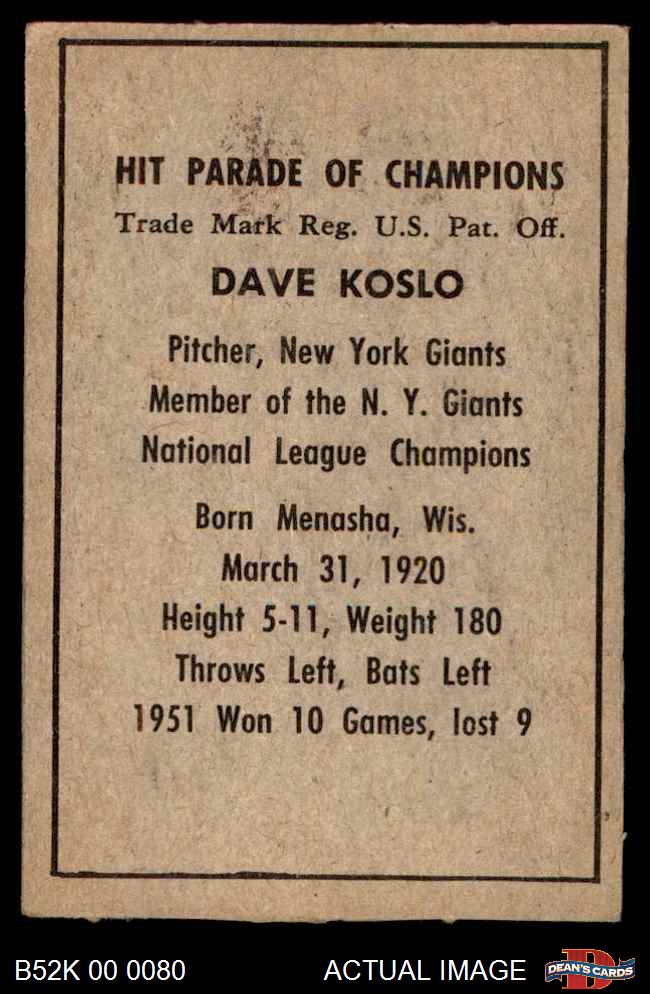 HIT PARADE OF CHAMPIONS
Trade Mark Reg. U.S. Pat. Off.
DAVE KOSLO
Pitcher, New York Giants
Member of the N. Y. Giants
National League Champions
Born Menasha, Wis.
March 31, 1920
Height 5-11, Weight 180
Throws Left, Bats Left
1951 Won 10 Games, lost 9
B52K 00 0080
ACTUAL IMAGE
D
DEAN'S CARDS